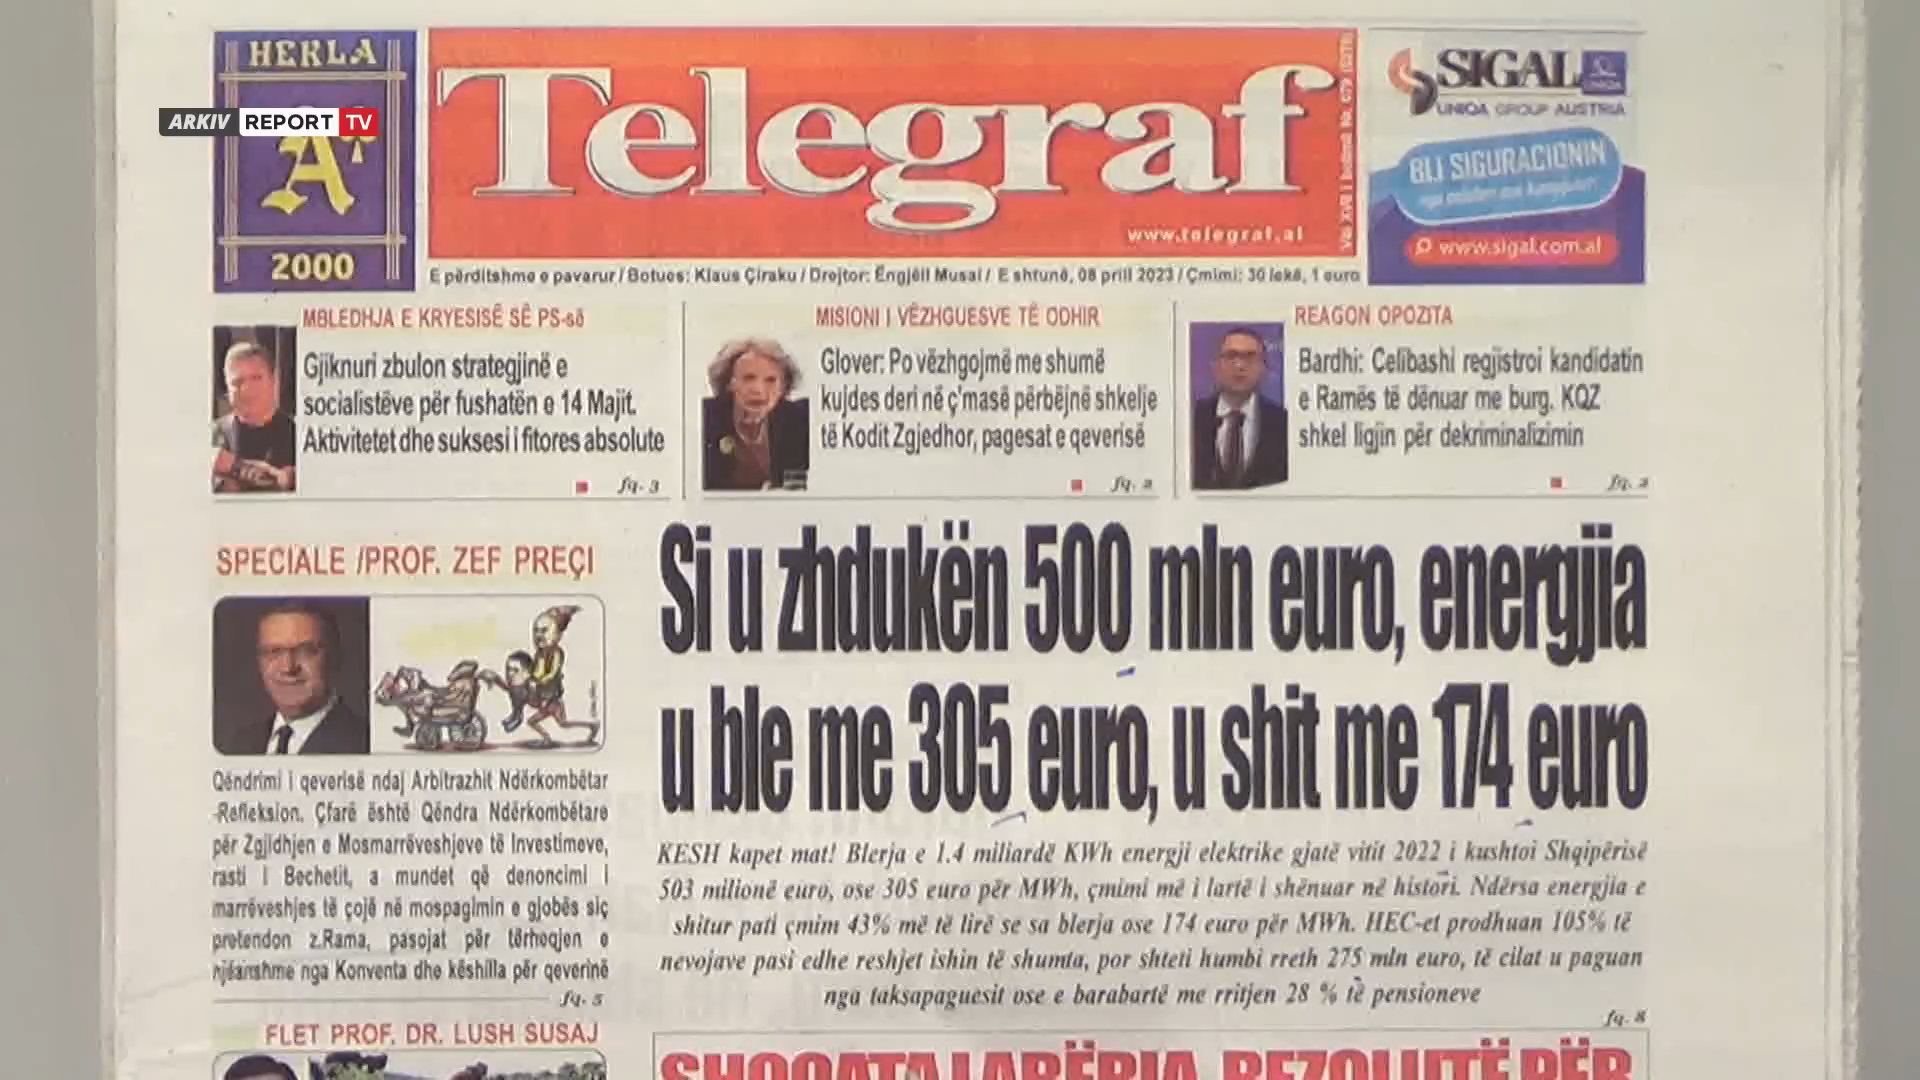 HERLA
2000
ARKIV REPORT TV
Telegraf
www.telegraf.al
SIGAL
UNIQA
UNIQA GROUP AUSTRIA
BLI SIGURACIONIN
www.sigal.com.al
E përditshme e pavarur / Botues: Klaus Çiraku / Drejtor: Engjëll Musai / E shtunë, 08 prill 2023 / Çmimi: 30 lekë, 1 euro
MBLEDHJA E KRYESISË SË PS-së
Gjiknuri zbulon strategjinë e
socialistëve për fushatën e 14 Majit.
Aktivitetet dhe suksesi i fitores absolute
fq. 3
MISIONI I VËZHGUESVE TË ODHIR
Glover: Po vëzhgojmë me shumë
kujdes deri në ç'masë përbëjnë shkelje
të Kodit Zgjedhor, pagesat e qeverisë
fq. 2
REAGON OPOZITA
Bardhi: Celibashi regjistroi kandidatin
e Ramës të dënuar me burg. KQZ
shkel ligjin për dekriminalizimin
fq. 2
SPECIALE /PROF. ZEF PREÇI
Qëndrimi i qeverisë ndaj Arbitrazhit Ndërkombëtar
-Refleksion. Çfarë është Qëndra Ndërkombëtare
për Zgjidhjen e Mosmarrëveshjeve të Investimeve,
rasti i Bechetit, a mundet që denoncimi i
marrëveshjes të çojë në mospagimin e gjobës siç
pretendon z.Rama, pasojat për tërheqjen e
njëanshme nga Konventa dhe këshilla për qeverinë
fq. 5
FLET PROF. DR. LUSH SUSAJ
Si u zhdukën 500 mln euro, energjia
u ble me 305 euro, u shit me 174 euro
KESH kapet mat! Blerja e 1.4 miliardë KWh energji elektrike gjatë vitit 2022 i kushtoi Shqipërisë
503 milionë euro, ose 305 euro për MWh, çmimi më i lartë i shënuar në histori. Ndërsa energjia e
shitur pati çmim 43% më të lirë se sa blerja ose 174 euro për MWh. HEC-et prodhuan 105% të
nevojave pasi edhe reshjet ishin të shumta, por shteti humbi rreth 275 mln euro, të cilat u paguan
nga taksapaguesit ose e barabartë me rritjen 28 % të pensioneve
fq. 8
SHOQATA LABËRIA, REZOLUTË PËR